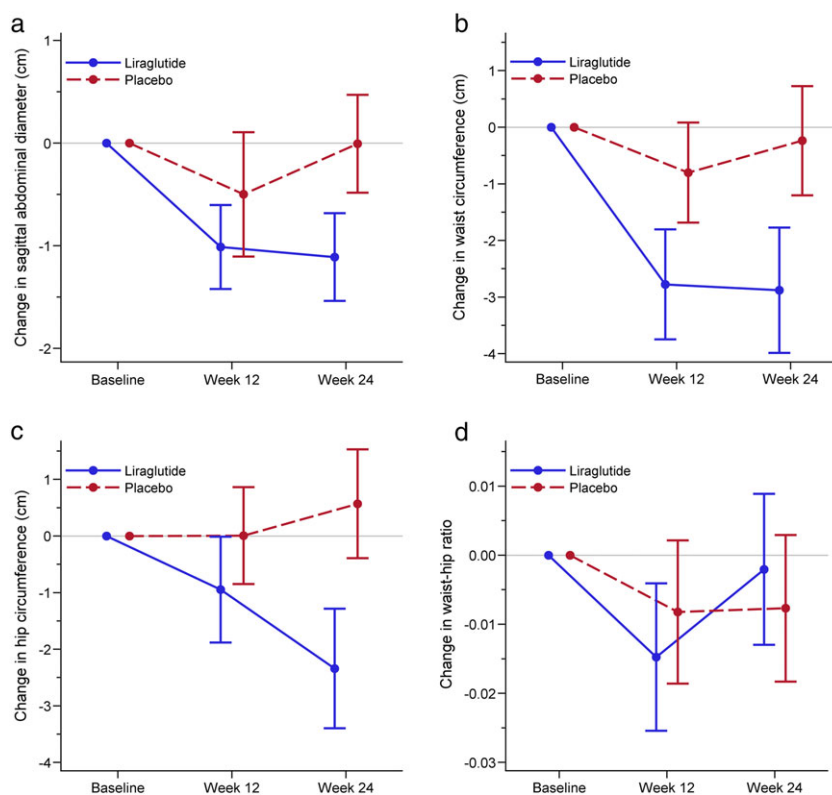 a
Change in sagittal abdominal diameter (cm)
1
0
-1
-2
Liraglutide
Placebo
Baseline
Week 12
Week 24
b
Change in waist circumference (cm)
1
0
-1
-2
-3
-4
Liraglutide
Placebo
Baseline
Week 12
Week 24
c
Change in hip circumference (cm)
1
0
-1
-2
-3
-4
Liraglutide
Placebo
Baseline
Week 12
Week 24
d
Change in waist-hip ratio
0.01
0.00
-0.01
-0.02
-0.03
Liraglutide
Placebo
Baseline
Week 12
Week 24